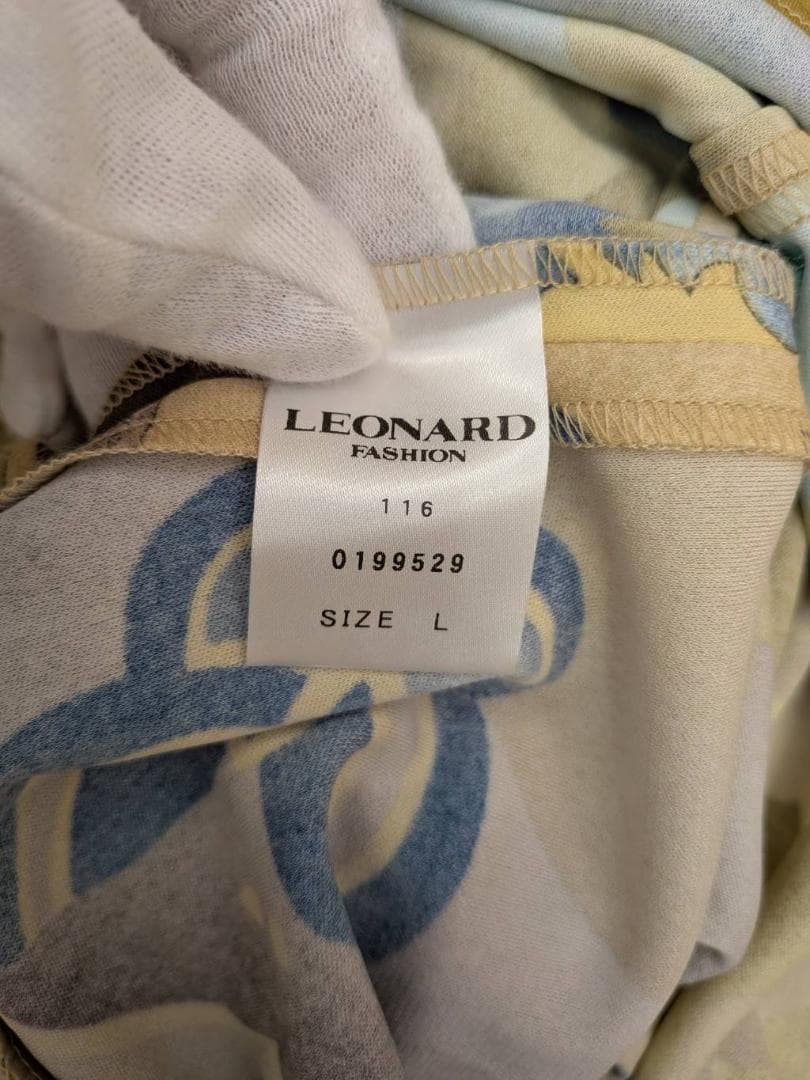 LEONARD
FASHION
116
0199529
SIZE L